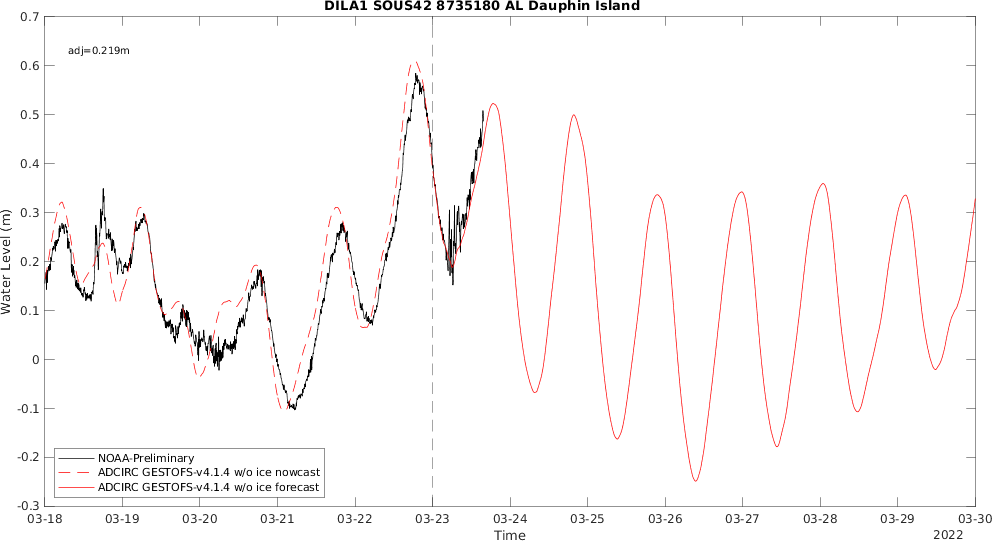 DILA1 SOUS42 8735180 AL Dauphin Island
adj=0.219m
0.7
0.6
0.5
0.4
0.3
0.2
0.1
0
-0.1
-0.2
-0.3
Water Level (m)
NOAA-Preliminary
ADCIRC GESTOFS-v4.1.4 w/o ice nowcast
ADCIRC GESTOFS-v4.1.4 w/o ice forecast
03-18 03-19 03-20 03-21 03-22 03-23 03-24 03-25 03-26 03-27 03-28 03-29 03-30
Time
2022